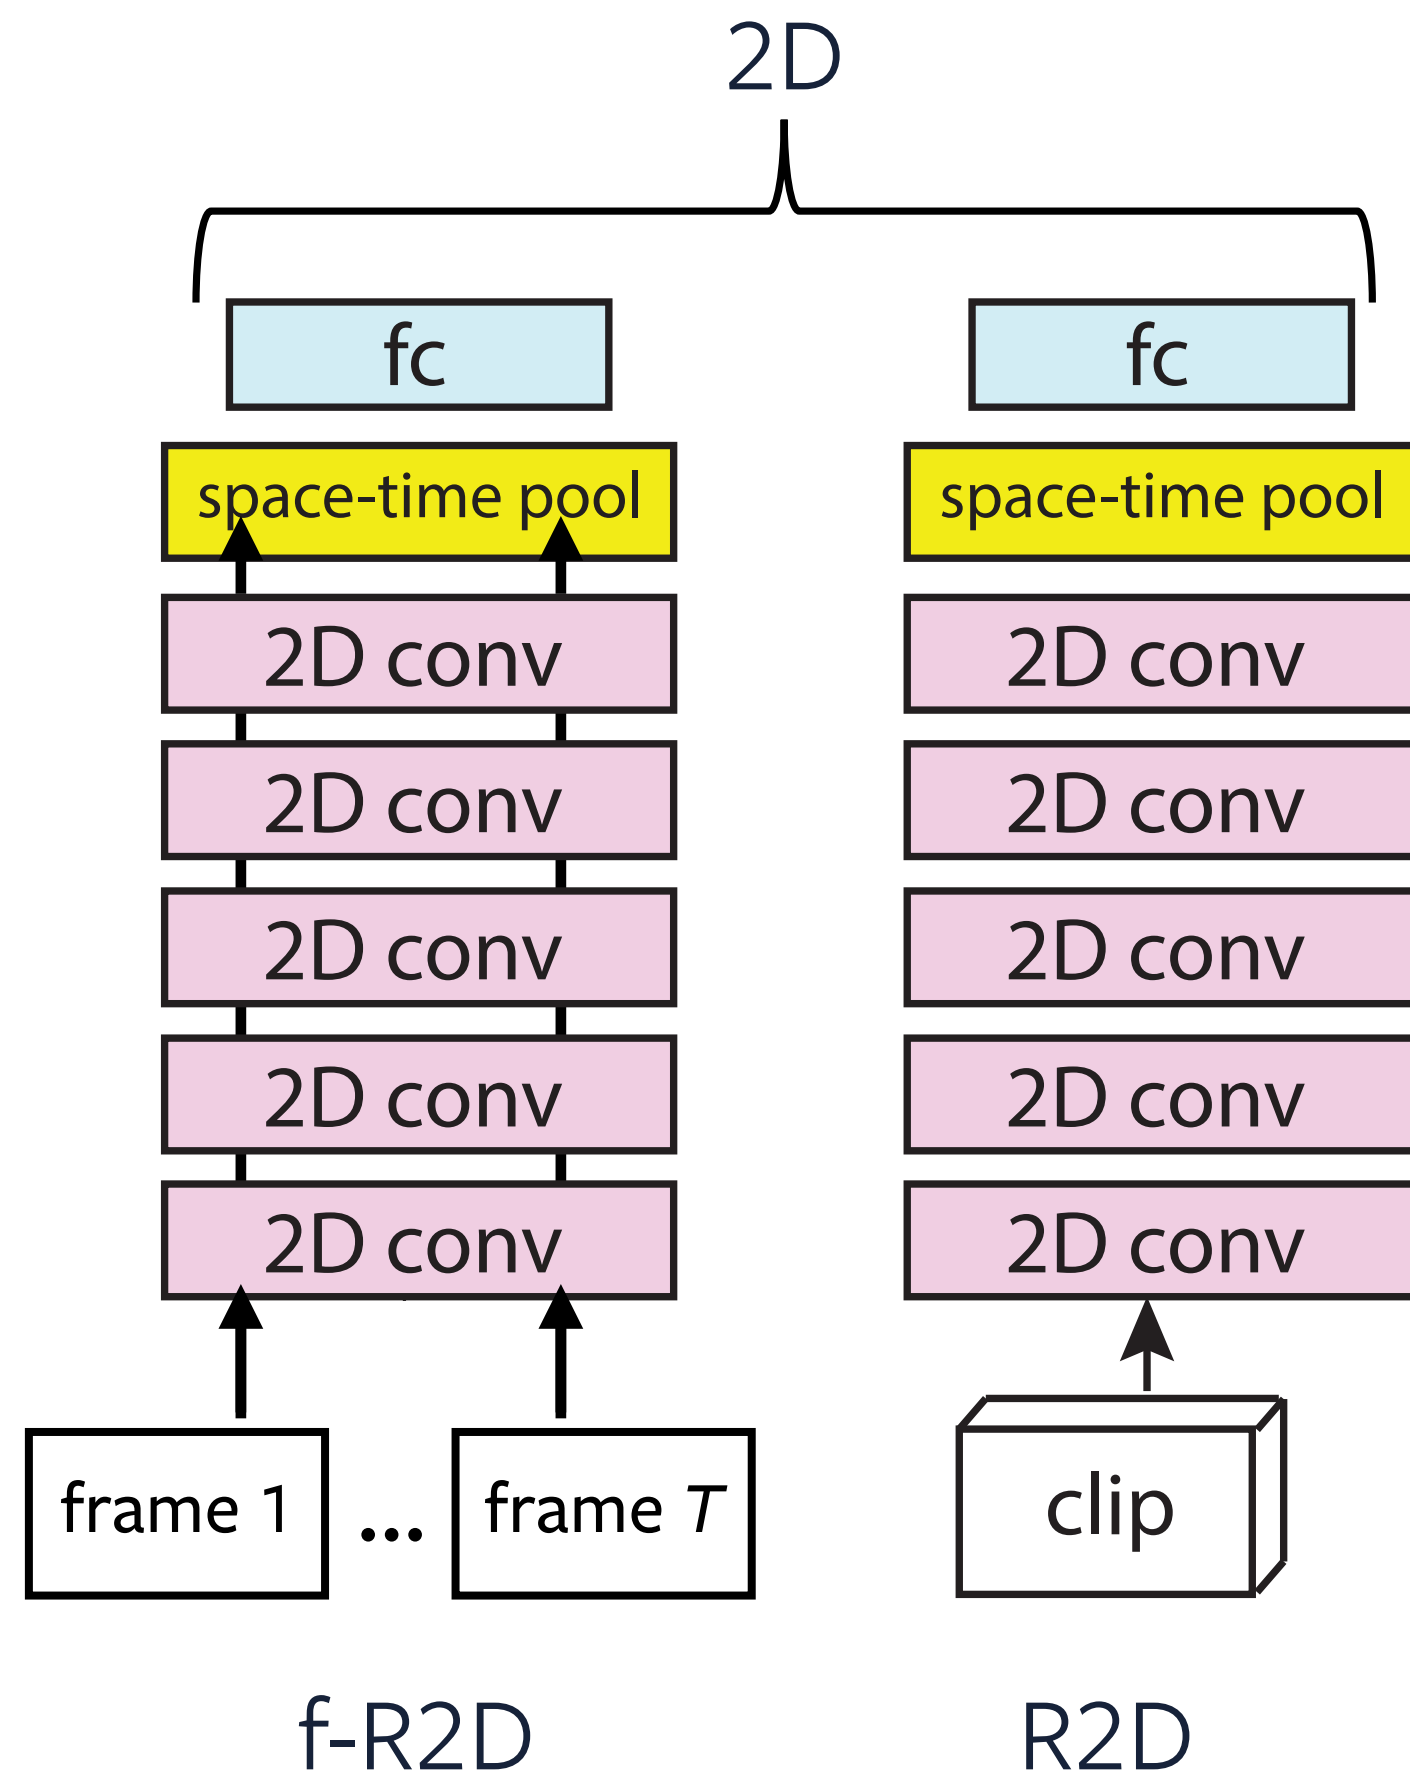 2D
fc
space-time pool
2D conv
2D conv
2D conv
2D conv
2D conv
frame 1
...
frame T
f-R2D
fc
space-time pool
2D conv
2D conv
2D conv
2D conv
2D conv
clip
R2D